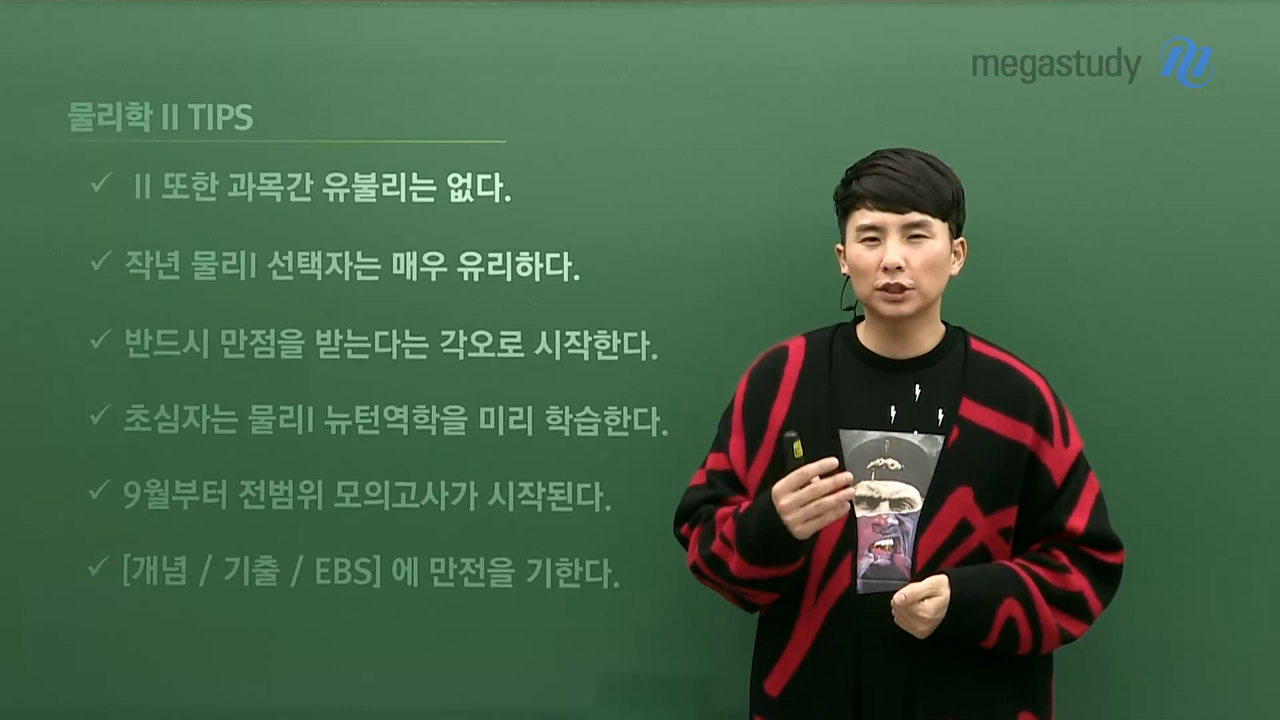 megastudy
물리학 II TIPS
✓ II 또한 과목간 유불리는 없다.
✓ 작년 물리I 선택자는 매우 유리하다.
✓ 반드시 만점을 받는다는 각오로 시작한다.
✓ 초심자는 물리I 뉴턴역학을 미리 학습한다.
✓ 9월부터 전범위 모의고사가 시작된다.
✓ [개념 / 기출 / EBS] 에 만전을 기한다.